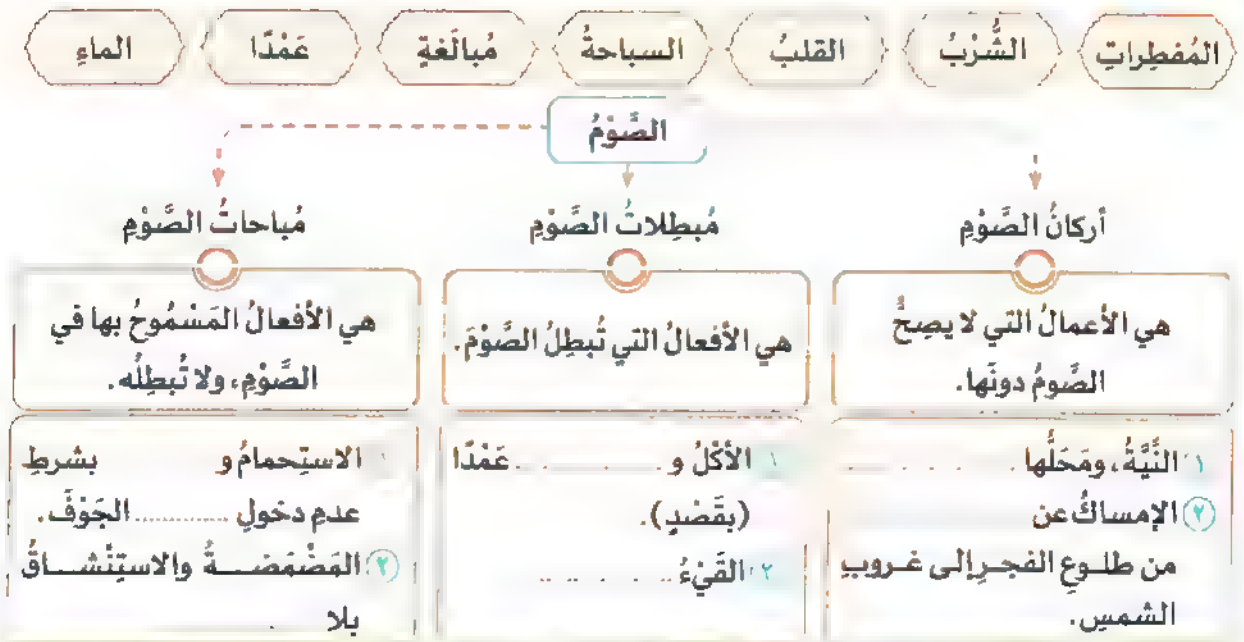 المُفطِراتِ
الشُّرْبُ
القلبُ
السباحةُ
مُبالَغةٍ
عَمْدًا
الماءِ
الصَّوْمُ
أركانُ الصَّوْمِ
هي الأعمالُ التي لا يصِحُّ
الصَّومُ دونَها.
١ النِّيَّةُ، ومَحَلُّها ..........
٢ الإمساكُ عن
من طلوعِ الفجرِ إلى غروبِ
الشمسِ.
مُبطِلاتُ الصَّوْمِ
هي الأفعالُ التي تُبطِلُ الصَّوْمَ.
١ الأكْلُ و .......... عَمْدًا
(بقَصْدٍ).
٢ القَيْءُ ..........
مُباحاتُ الصَّوْمِ
هي الأفعالُ المَسْمُوحُ بها في
الصَّوْمِ، ولا تُبطِلُه.
١ الاستِحمامُ و بشرطِ
عدمِ دخولِ .......... الجَوْفَ.
٢ المَضْمَضةُ والاستِنْشاقُ
بلا ..........